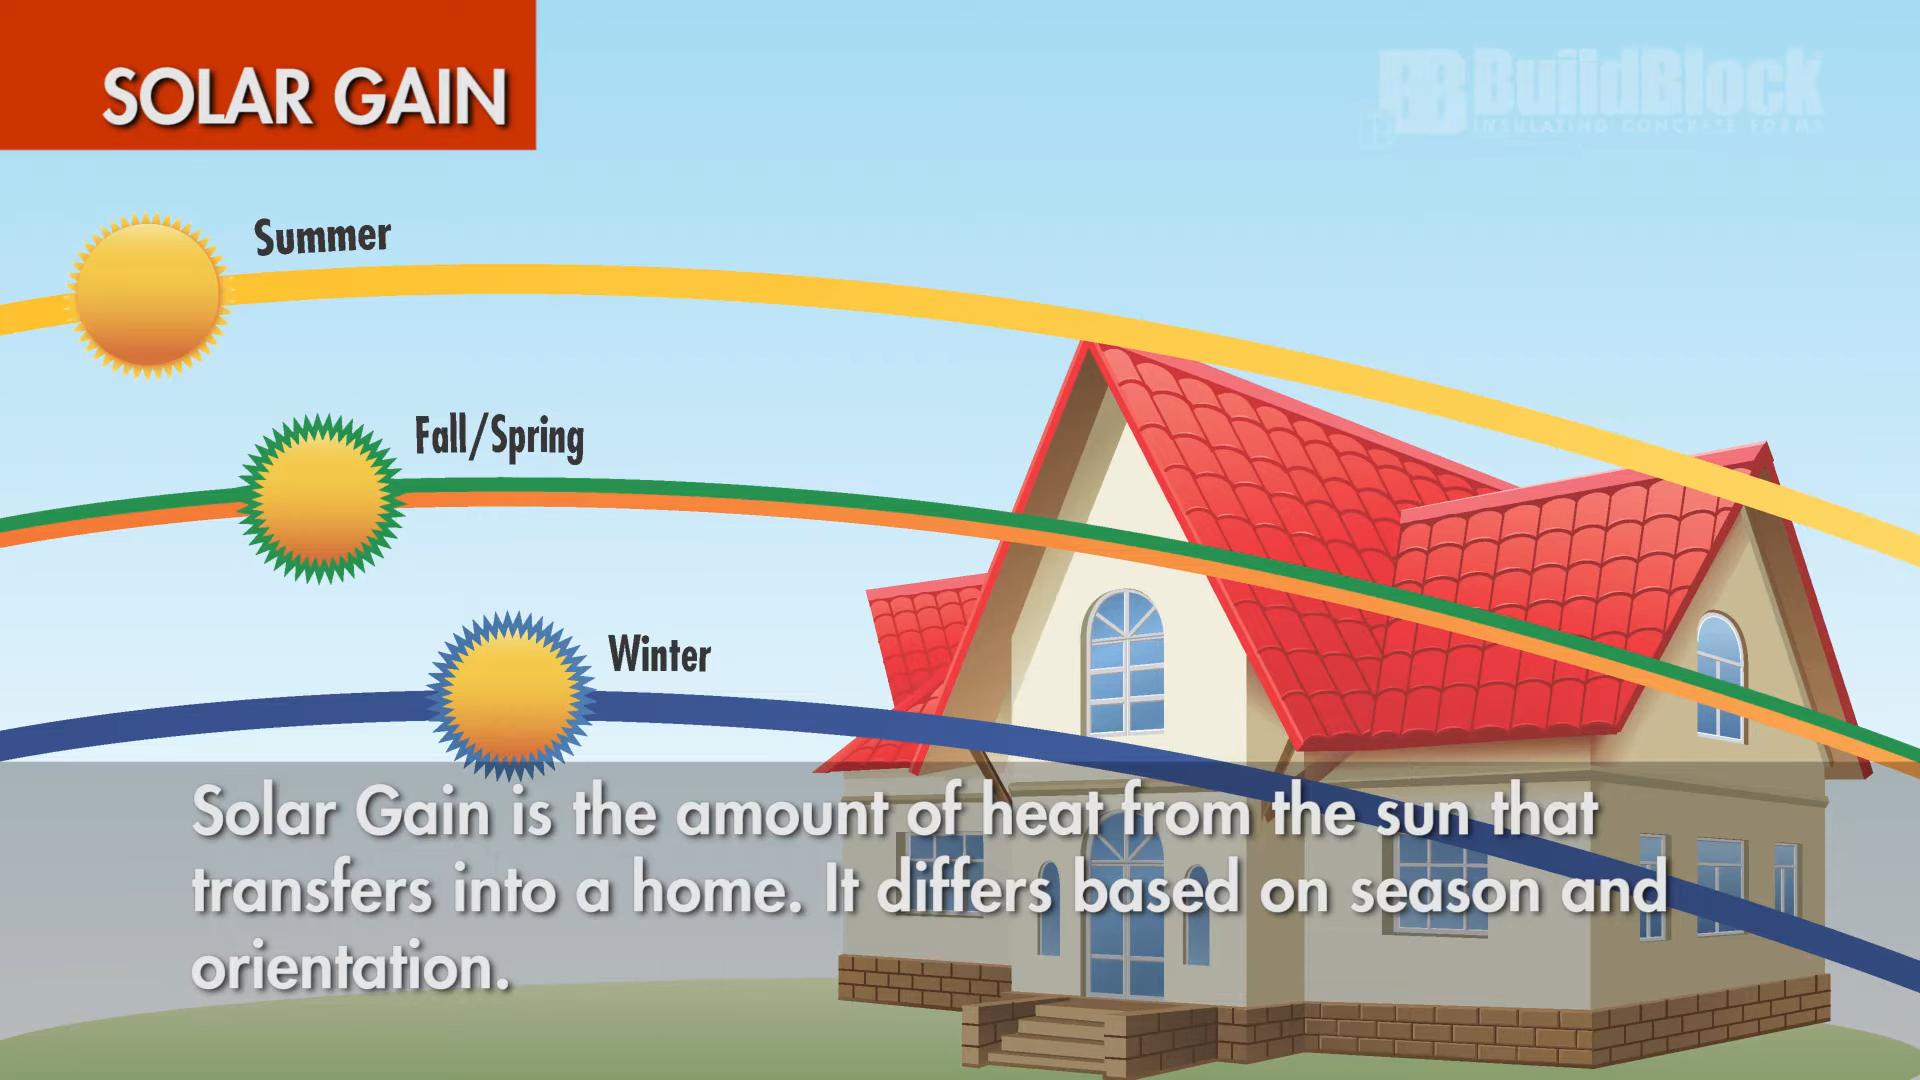 SOLAR GAIN
BuildBlock
INSULATING CONCRETE FORMS
Summer
Fall/Spring
Winter
Solar Gain is the amount of heat from the sun that
transfers into a home. It differs based on season and
orientation.